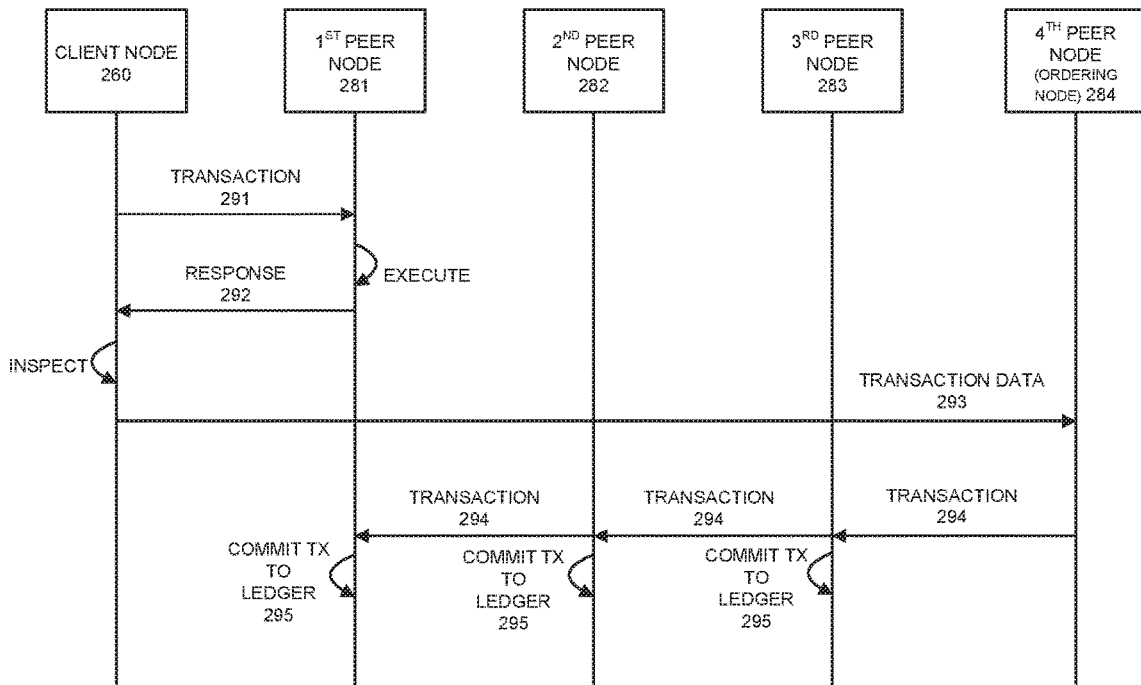 CLIENT NODE
260
1ST PEER
NODE
281
2ND PEER
NODE
282
3RD PEER
NODE
283
4TH PEER
NODE
(ORDERING
NODE) 284
TRANSACTION
291
EXECUTE
RESPONSE
292
INSPECT
TRANSACTION DATA
293
TRANSACTION
294
TRANSACTION
294
TRANSACTION
294
COMMIT TX
TO
LEDGER
295
COMMIT TX
TO
LEDGER
295
COMMIT TX
TO
LEDGER
295